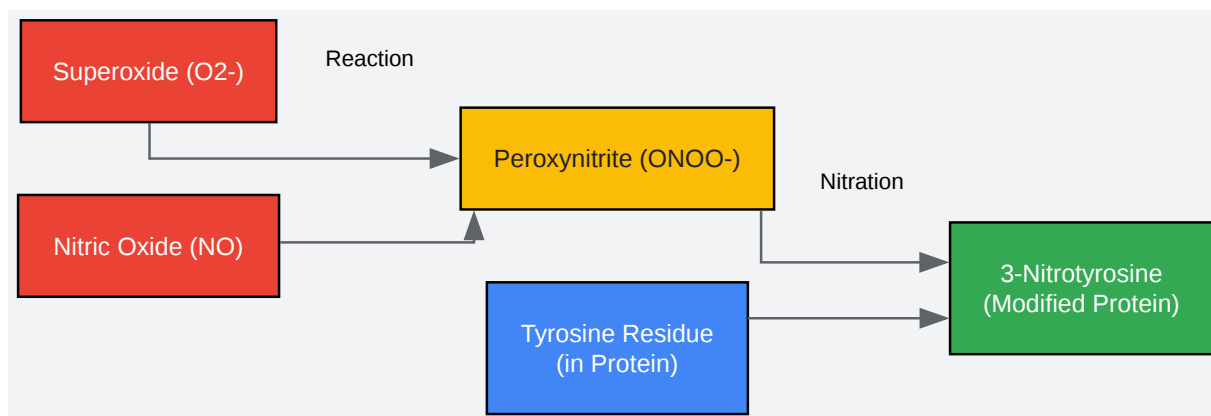 Superoxide (O2-)
Reaction
Peroxynitrite (ONOO-)
Nitration
Nitric Oxide (NO)
3-Nitrotyrosine
(Modified Protein)
Tyrosine Residue
(in Protein)